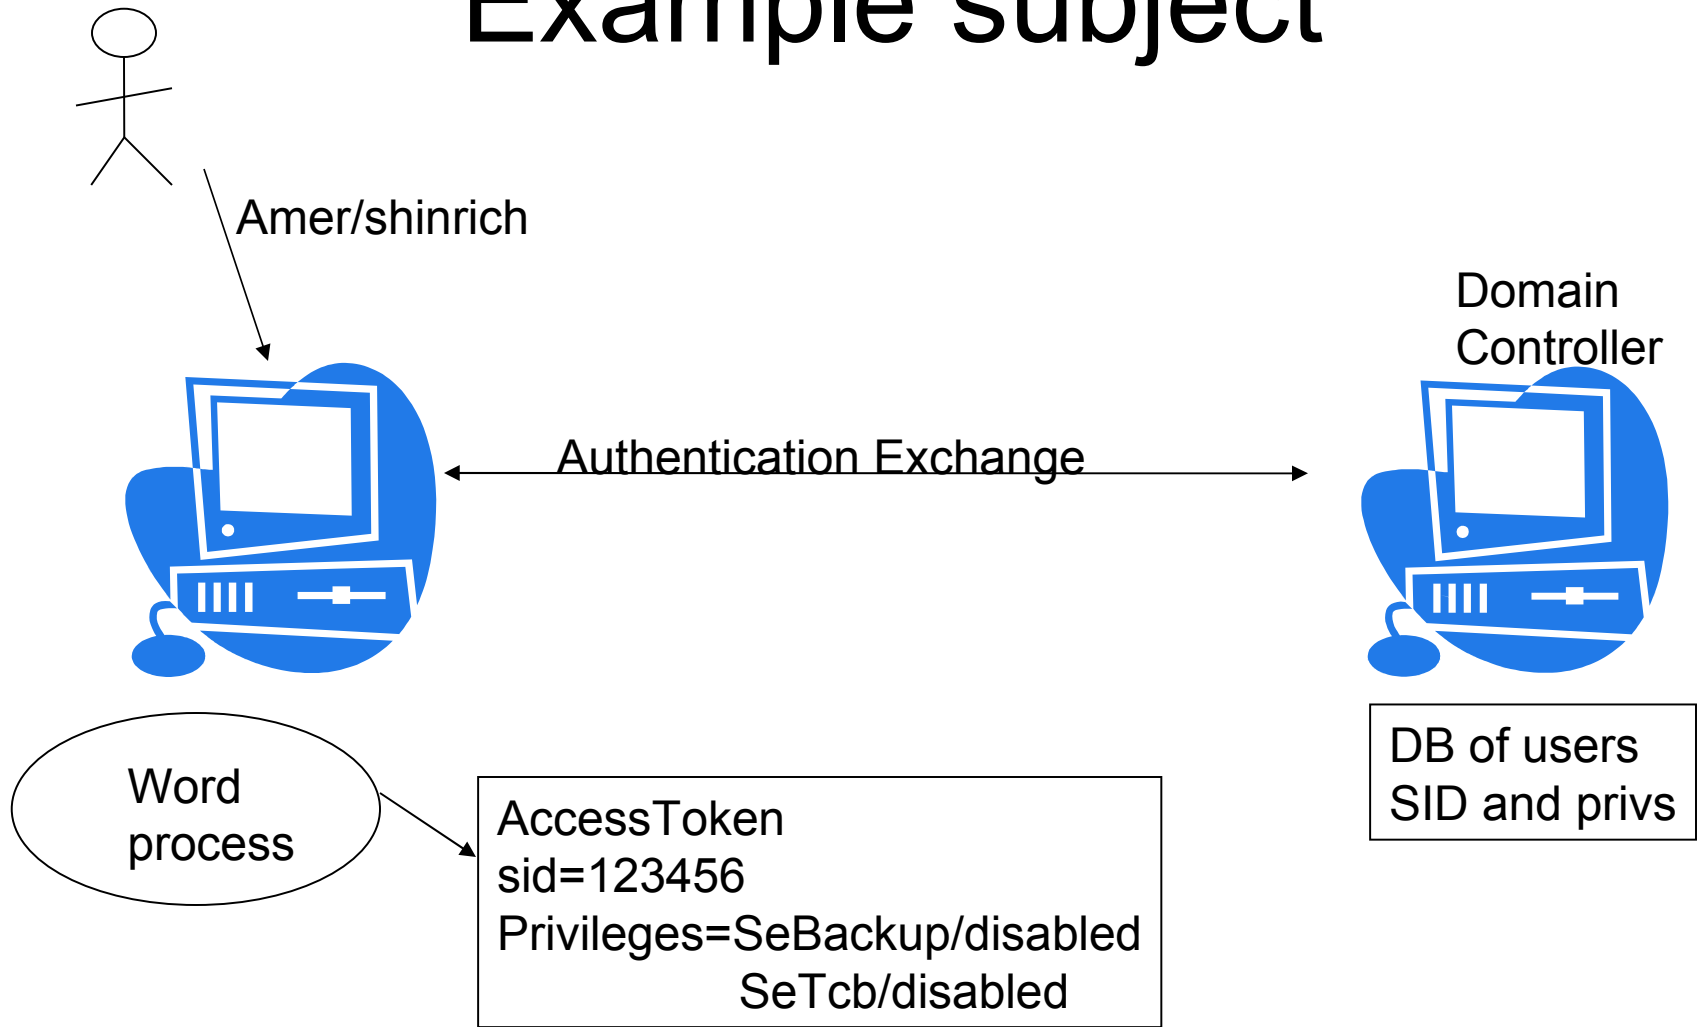 Example subject
Amer/shinrich
Domain
Controller
Authentication Exchange
Word
process
AccessToken
sid=123456
Privileges=SeBackup/disabled
SeTcb/disabled
DB of users
SID and privs